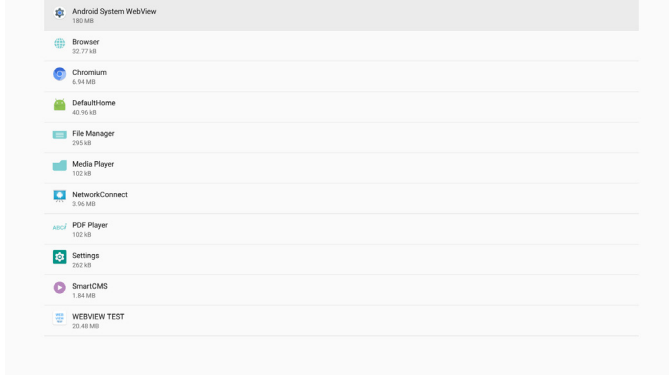 Android System WebView
180 MB
Browser
32.77 kB
Chromium
6.94 MB
DefaultHome
40.96 kB
File Manager
295 kB
Media Player
102 kB
NetworkConnect
3.96 MB
PDF Player
102 kB
Settings
262 kB
SmartCMS
1.84 MB
WEBVIEW TEST
20.48 MB